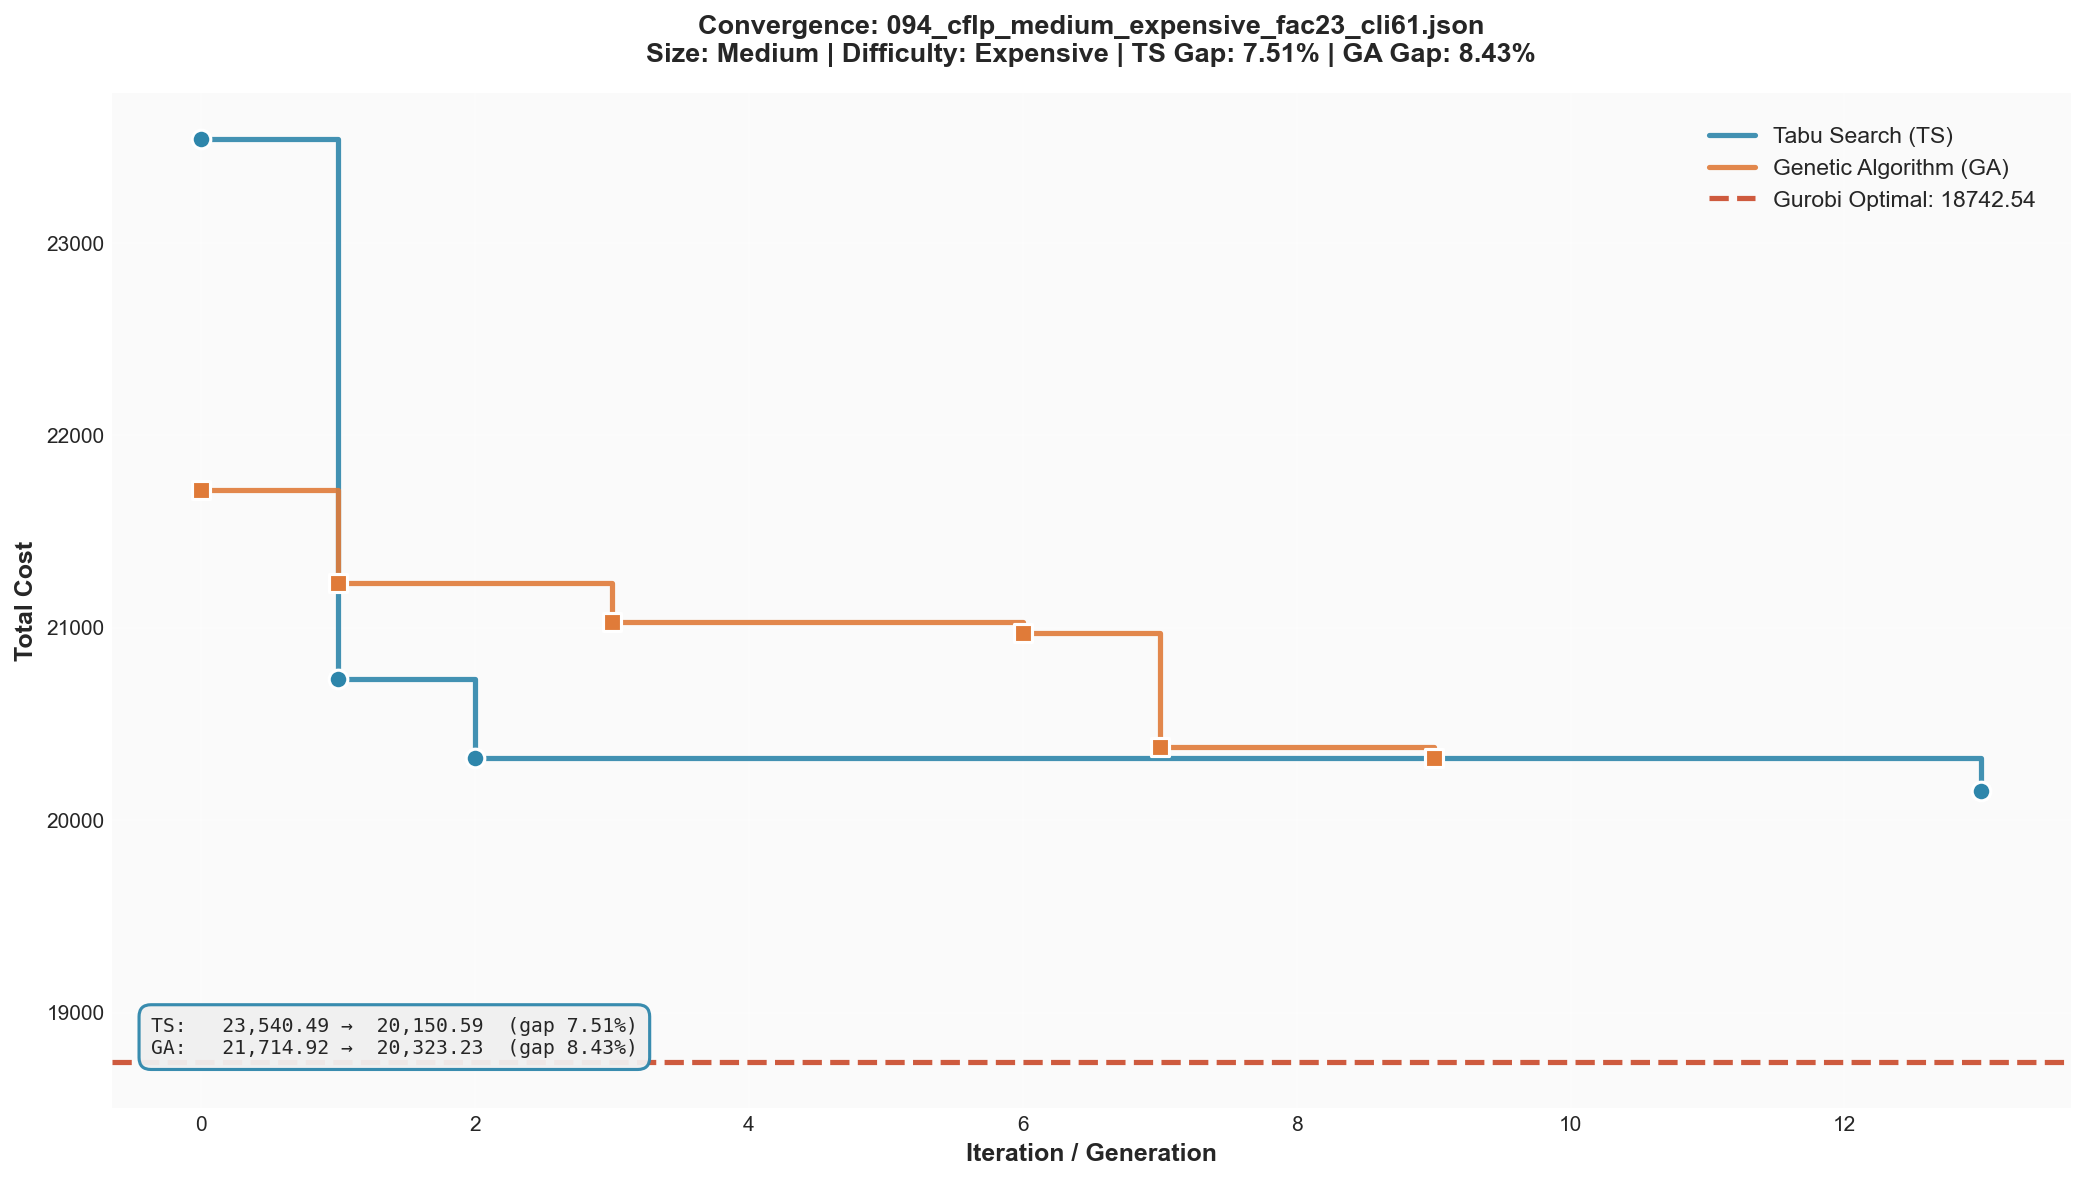 Convergence: 094_cflp_medium_expensive_fac23_cli61.json
Size: Medium | Difficulty: Expensive | TS Gap: 7.51% | GA Gap: 8.43%
Tabu Search (TS)
Genetic Algorithm (GA)
Gurobi Optimal: 18742.54
Total Cost
23000
22000
21000
20000
19000
TS:   23,540.49 →  20,150.59  (gap 7.51%)
GA:   21,714.92 →  20,323.23  (gap 8.43%)
0 2 4 6 8 10 12
Iteration / Generation